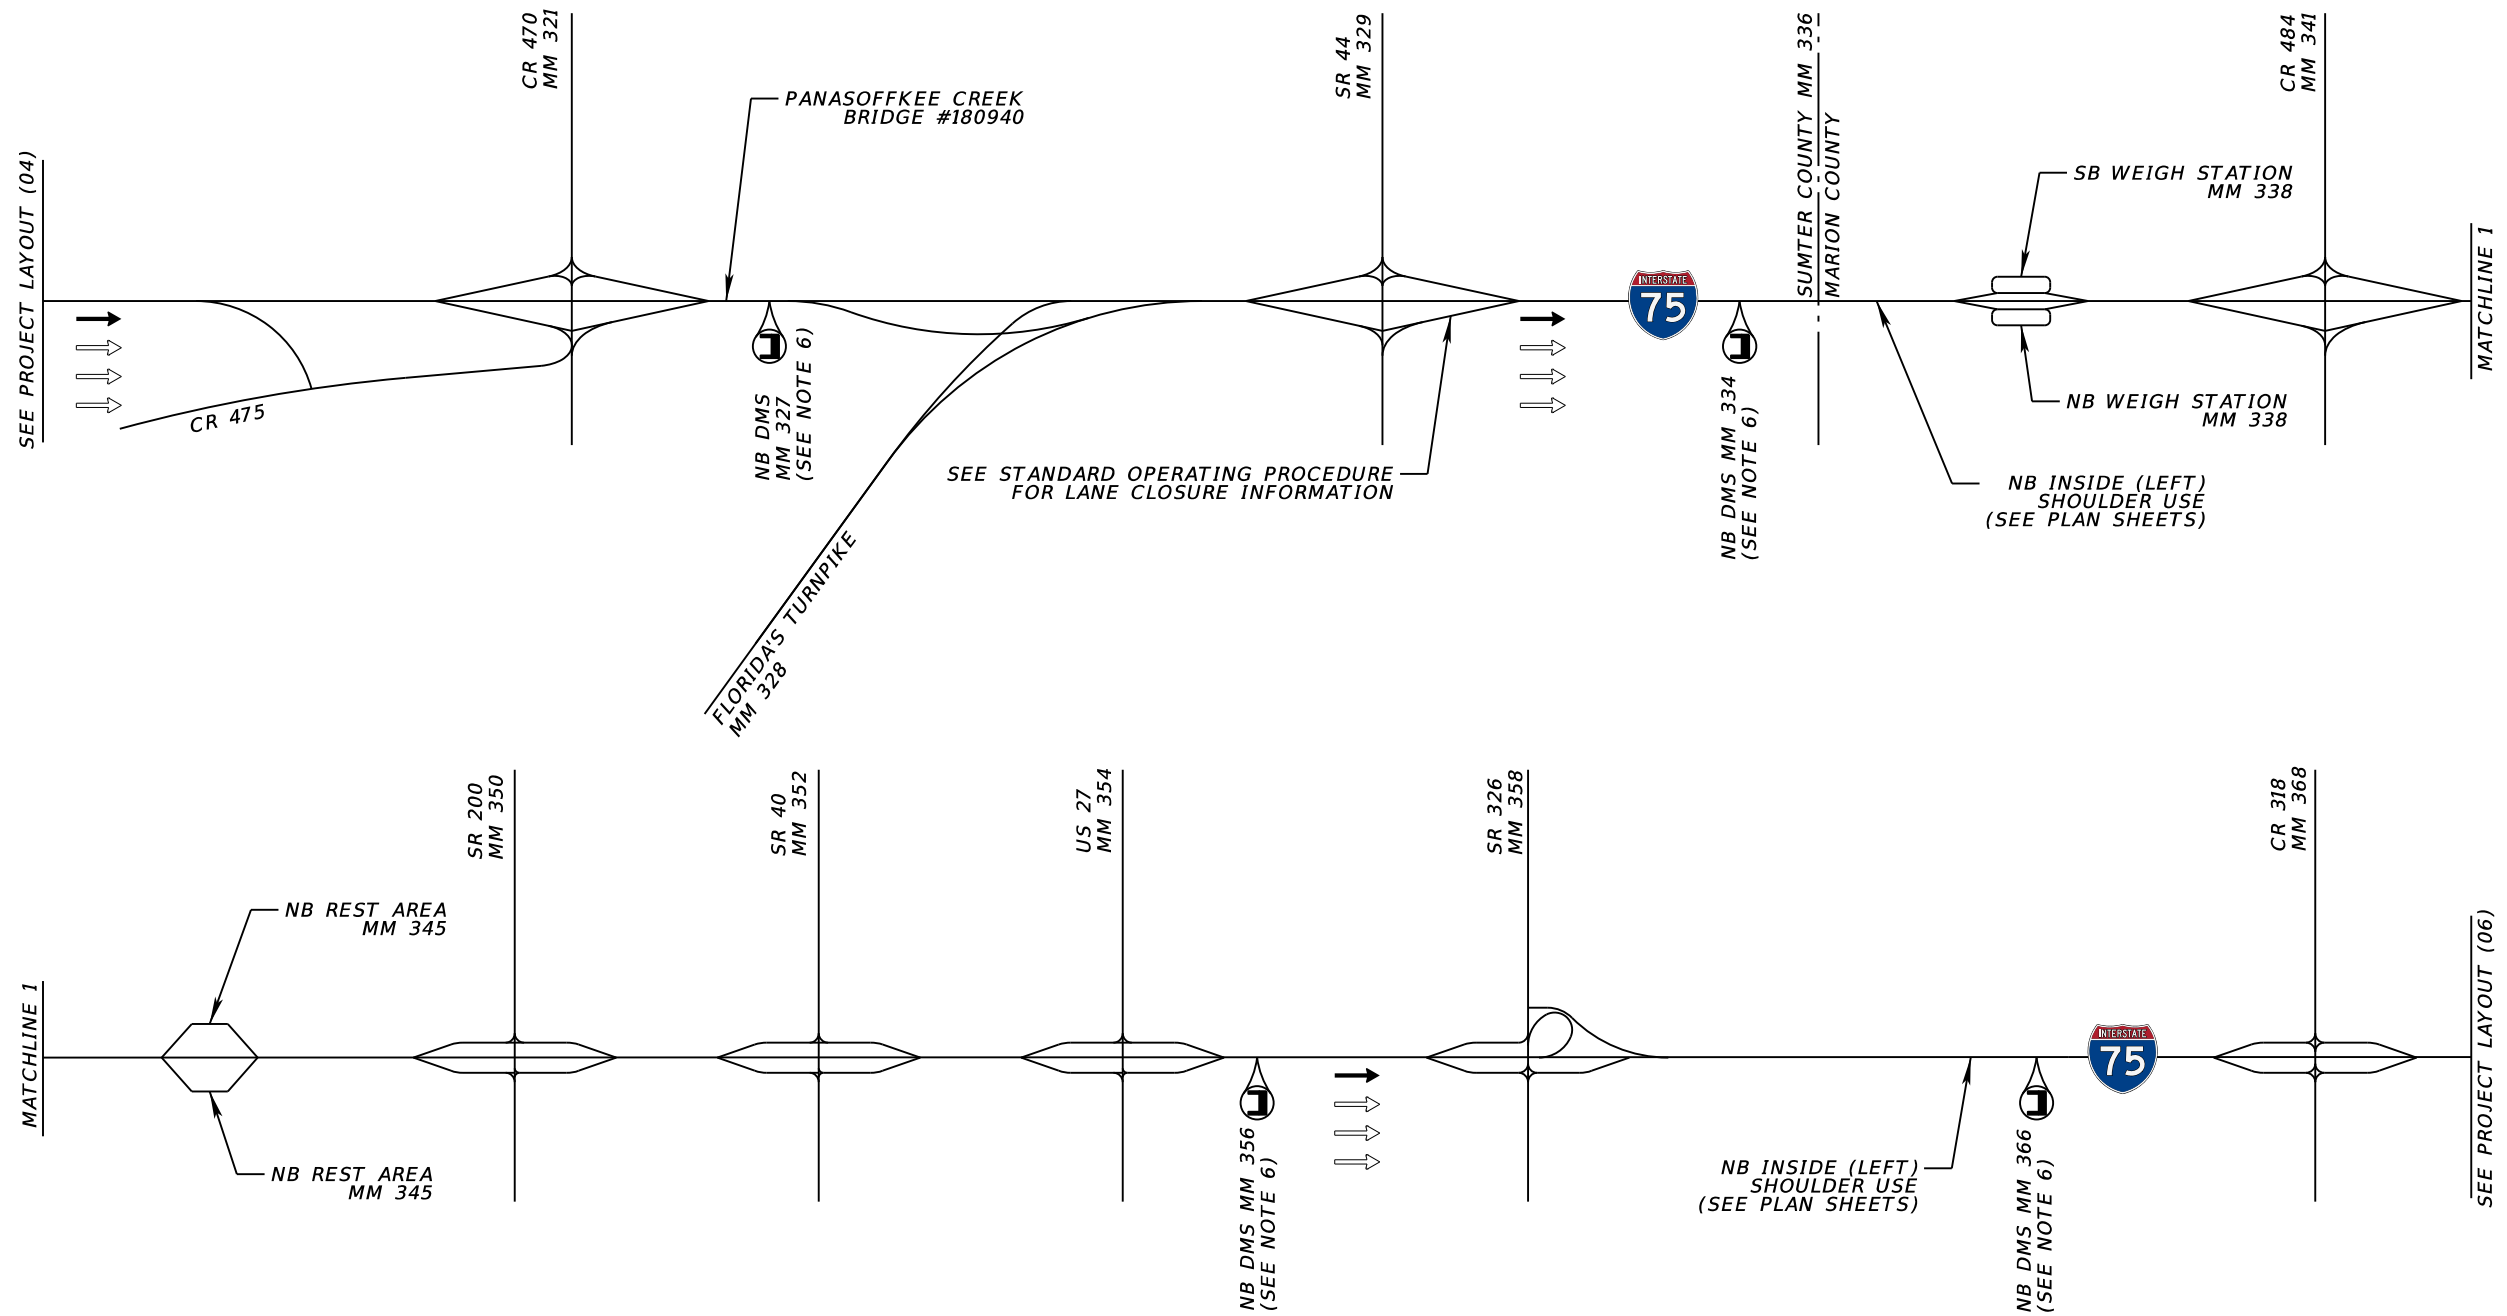 SEE PROJECT LAYOUT (04)
CR 475
CR 470
MM 321
PANASOFFKEE CREEK
BRIDGE #180940
NB DMS
MM 327
(SEE NOTE 6)
FLORIDA'S TURNPIKE
MM 328
SEE STANDARD OPERATING PROCEDURE
FOR LANE CLOSURE INFORMATION
SR 44
MM 329
INTERSTATE
75
NB DMS MM 334
(SEE NOTE 6)
SUMTER COUNTY MM 336
MARION COUNTY
SB WEIGH STATION
MM 338
NB WEIGH STATION
MM 338
NB INSIDE (LEFT)
SHOULDER USE
(SEE PLAN SHEETS)
CR 484
MM 341
MATCHLINE 1
MATCHLINE 1
NB REST AREA
MM 345
NB REST AREA
MM 345
SR 200
MM 350
SR 40
MM 352
US 27
MM 354
NB DMS MM 356
(SEE NOTE 6)
SR 326
MM 358
NB INSIDE (LEFT)
SHOULDER USE
(SEE PLAN SHEETS)
NB DMS MM 366
(SEE NOTE 6)
INTERSTATE
75
CR 318
MM 368
SEE PROJECT LAYOUT (06)